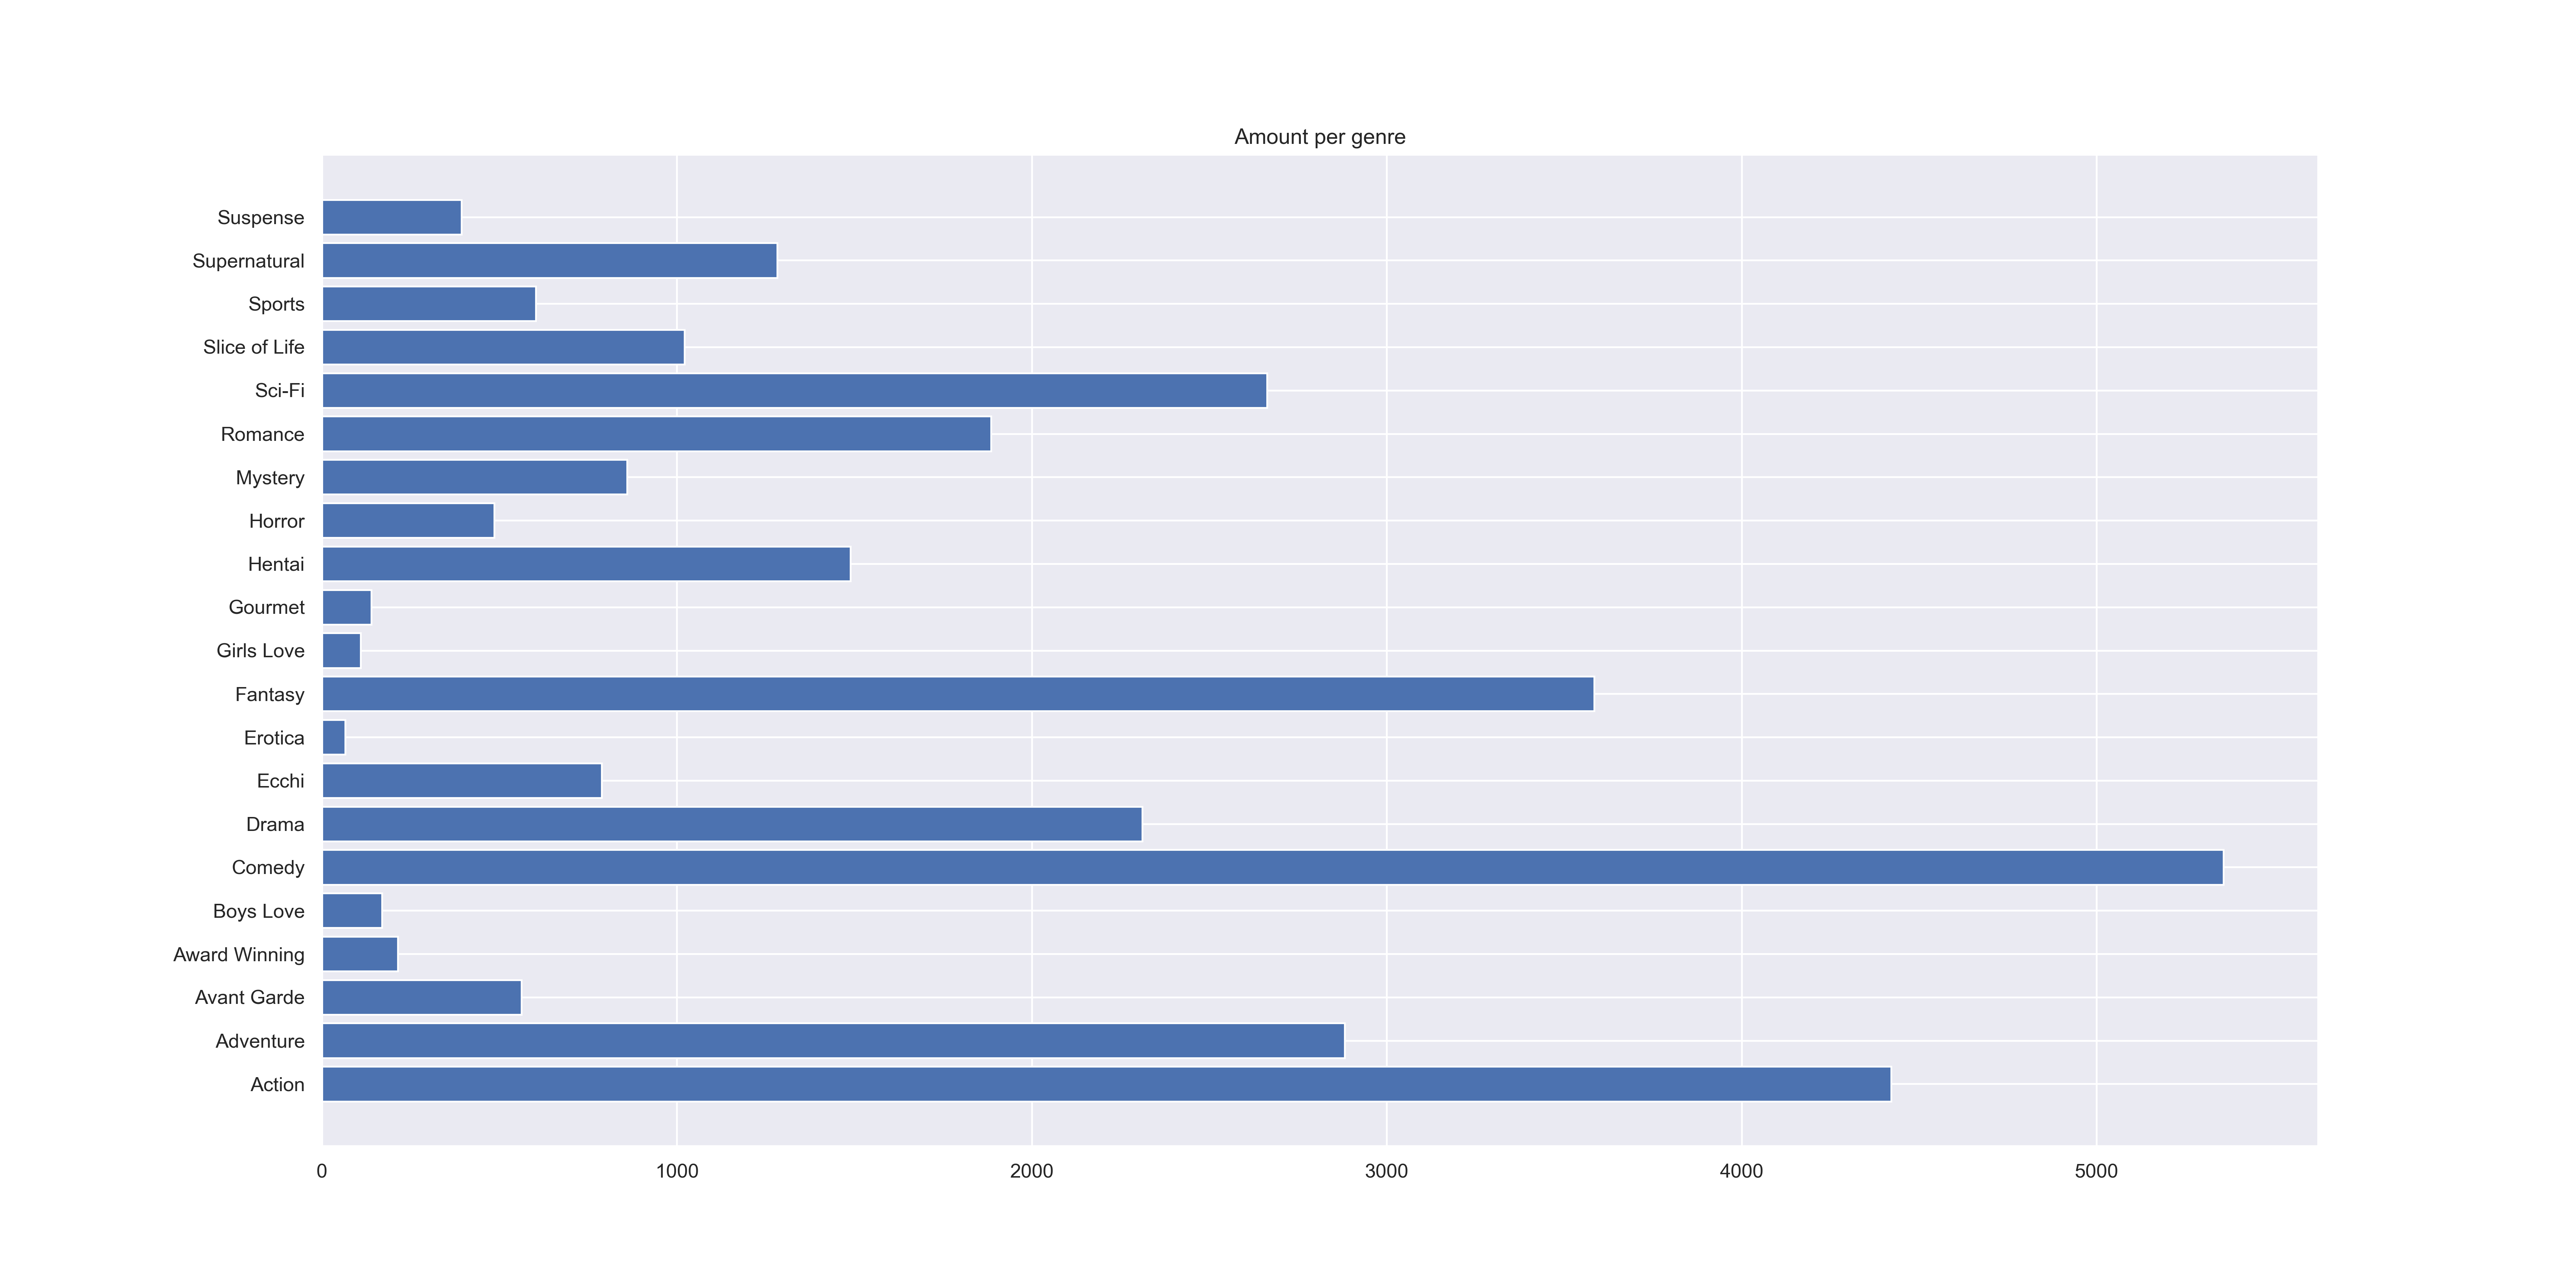 Amount per genre
Suspense
Supernatural
Sports
Slice of Life
Sci-Fi
Romance
Mystery
Horror
Hentai
Gourmet
Girls Love
Fantasy
Erotica
Ecchi
Drama
Comedy
Boys Love
Award Winning
Avant Garde
Adventure
Action
0 1000 2000 3000 4000 5000